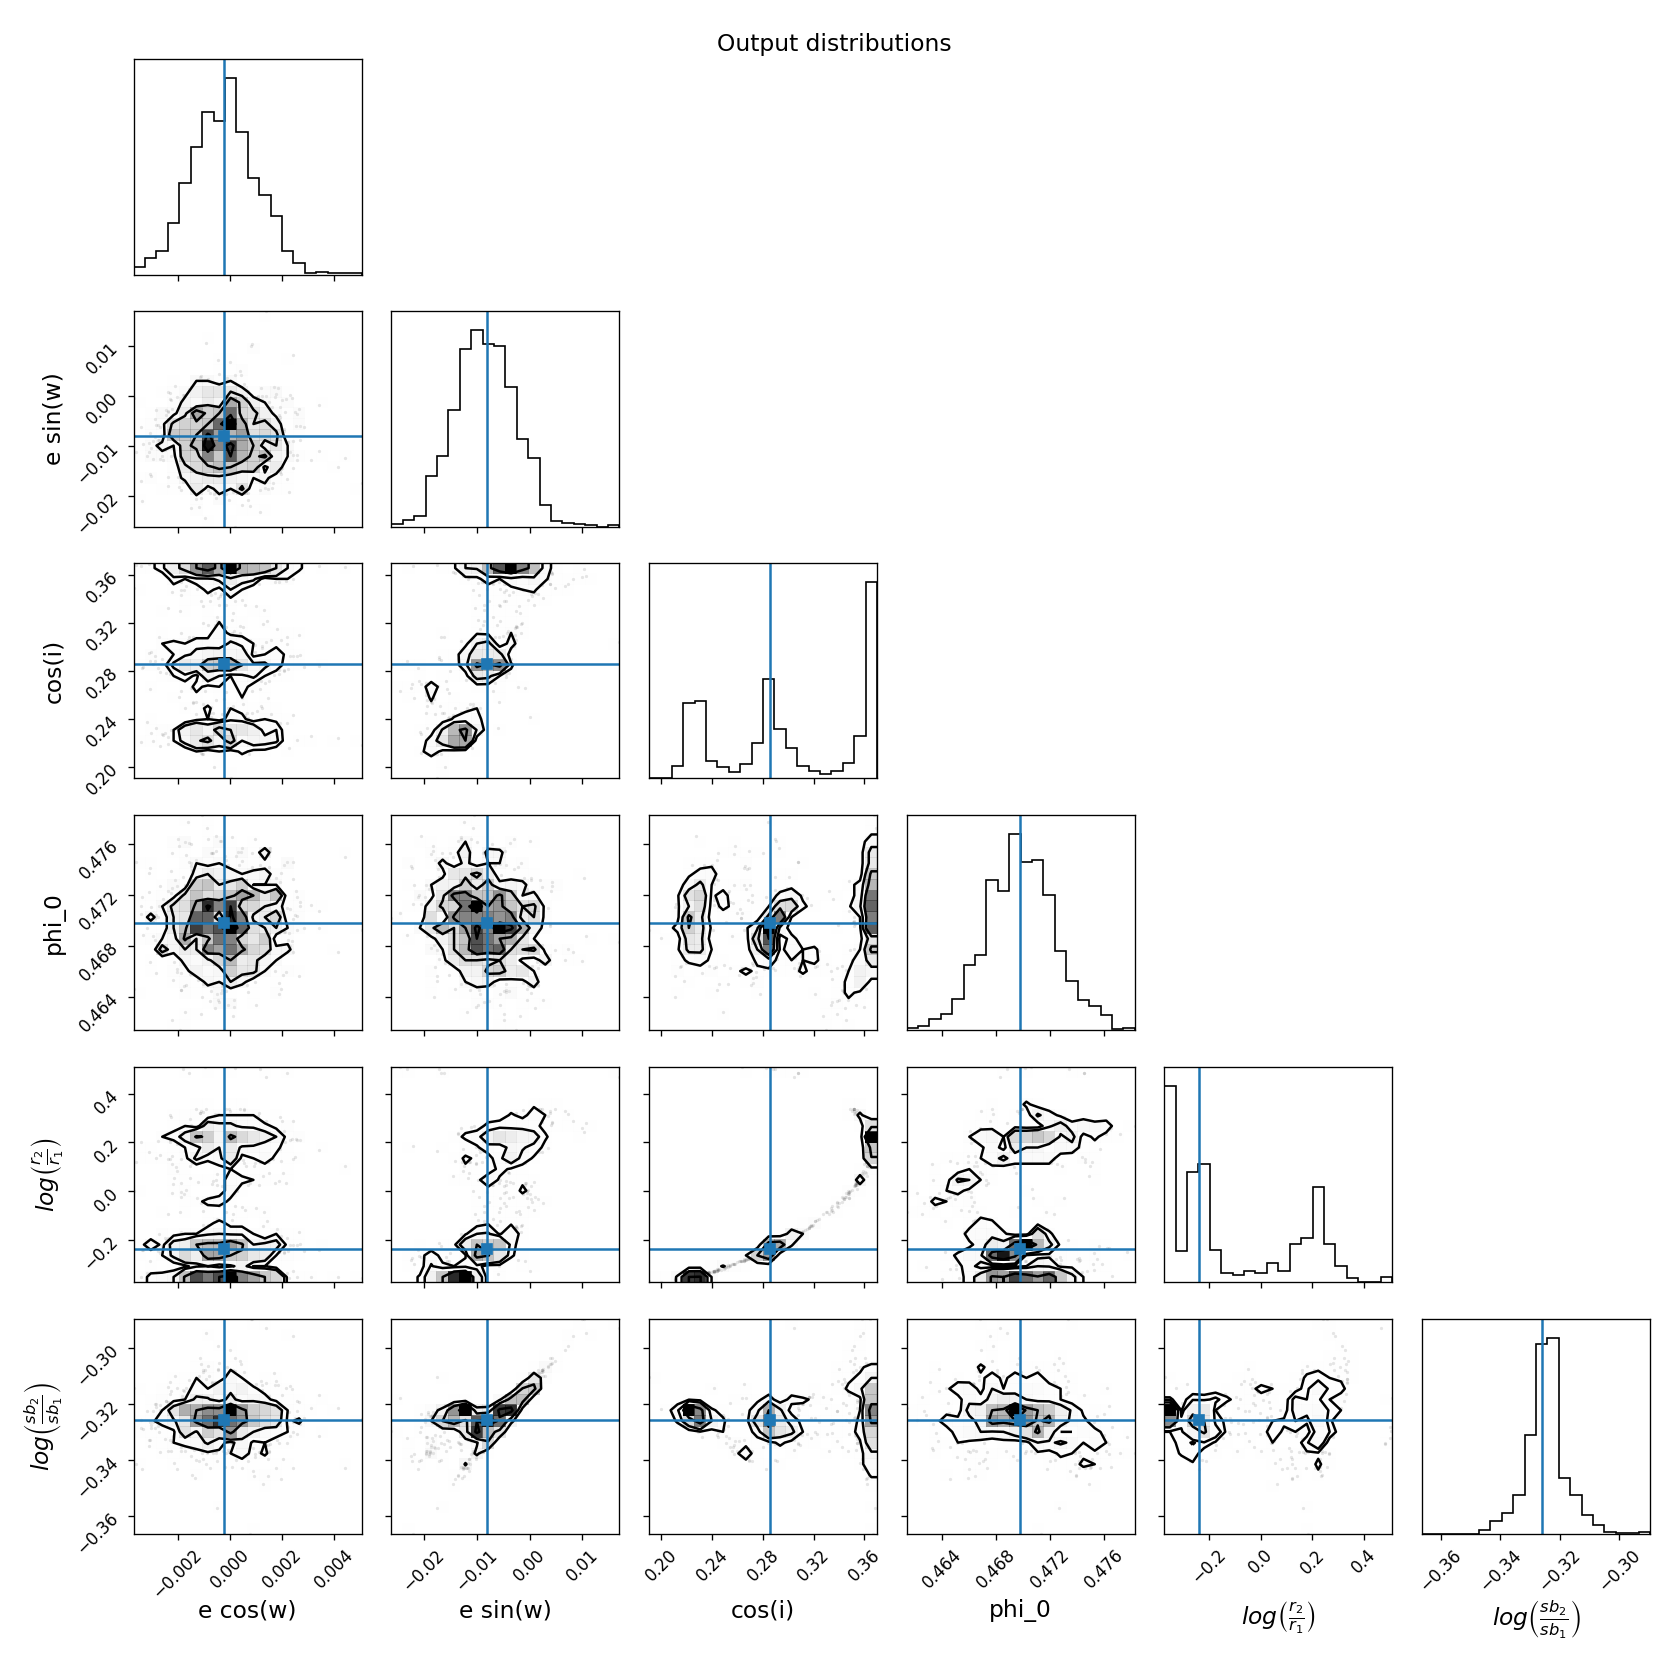 Output distributions
e sin(w)
0.01
0.00
−0.01
−0.02
cos(i)
0.36
0.32
0.28
0.24
0.20
phi_0
0.476
0.472
0.468
0.464
log(r₂/r₁)
0.4
0.2
0.0
−0.2
log(sb₂/sb₁)
−0.30
−0.32
−0.34
−0.36
−0.002 0.000 0.002 0.004 −0.02 −0.01 0.00 0.01 0.20 0.24 0.28 0.32 0.36 0.464 0.468 0.472 0.476 −0.2 0.0 0.2 0.4 −0.36 −0.34 −0.32 −0.30
e cos(w) e sin(w) cos(i) phi_0 log(r₂/r₁) log(sb₂/sb₁)